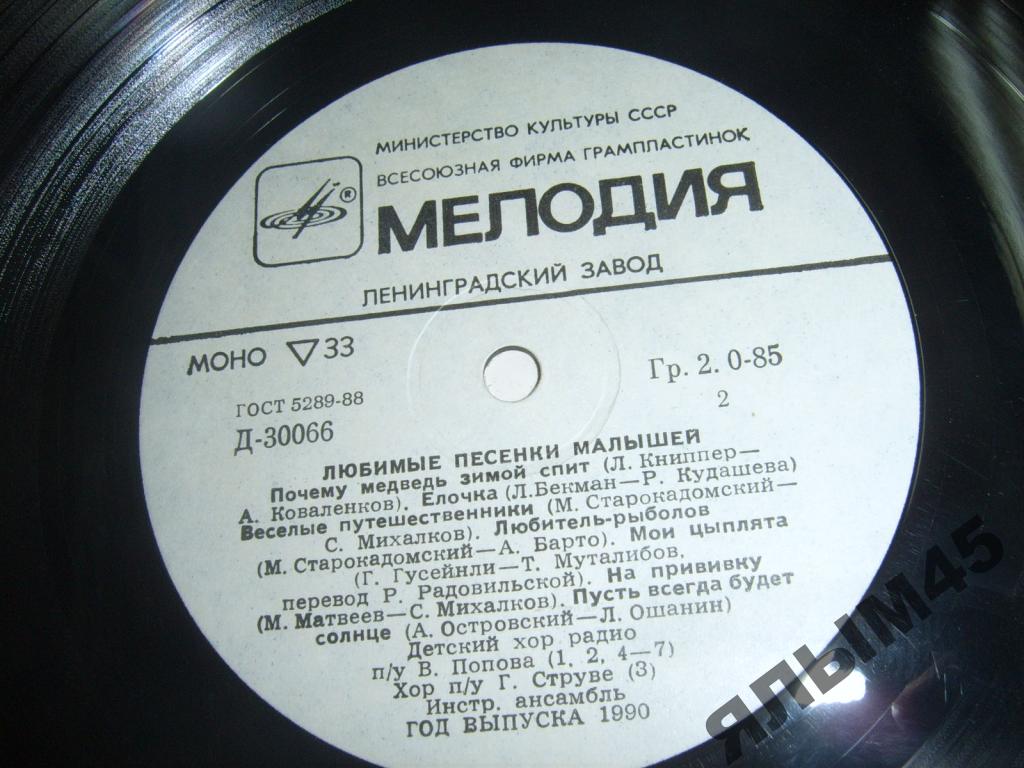 МИНИСТЕРСТВО КУЛЬТУРЫ СССР
ВСЕСОЮЗНАЯ ФИРМА ГРАМПЛАСТИНОК
®
МЕЛОДИЯ
ЛЕНИНГРАДСКИЙ ЗАВОД
МОНО ▽33
Гр. 2. 0-85
ГОСТ 5289-88
2
Д-30066
ЛЮБИМЫЕ ПЕСЕНКИ МАЛЫШЕЙ
Почему медведь зимой спит (Л. Книппер—
А. Коваленков). Елочка (Л.Бекман—Р. Кудашева)
Веселые путешественники (М. Старокадомский—
С. Михалков). Любитель-рыболов
(М. Старокадомский—А. Барто). Мои цыплята
(Г. Гусейнли—Т. Муталибов,
перевод Р. Радовильской). На прививку
(М. Матвеев—С. Михалков). Пусть всегда будет
солнце (А. Островский—Л. Ошанин)
Детский хор радио
п/у В. Попова (1, 2, 4—7)
Хор п/у Г. Струве (3)
Инстр. ансамбль
ГОД ВЫПУСКА 1990
ЯЛЫМ45